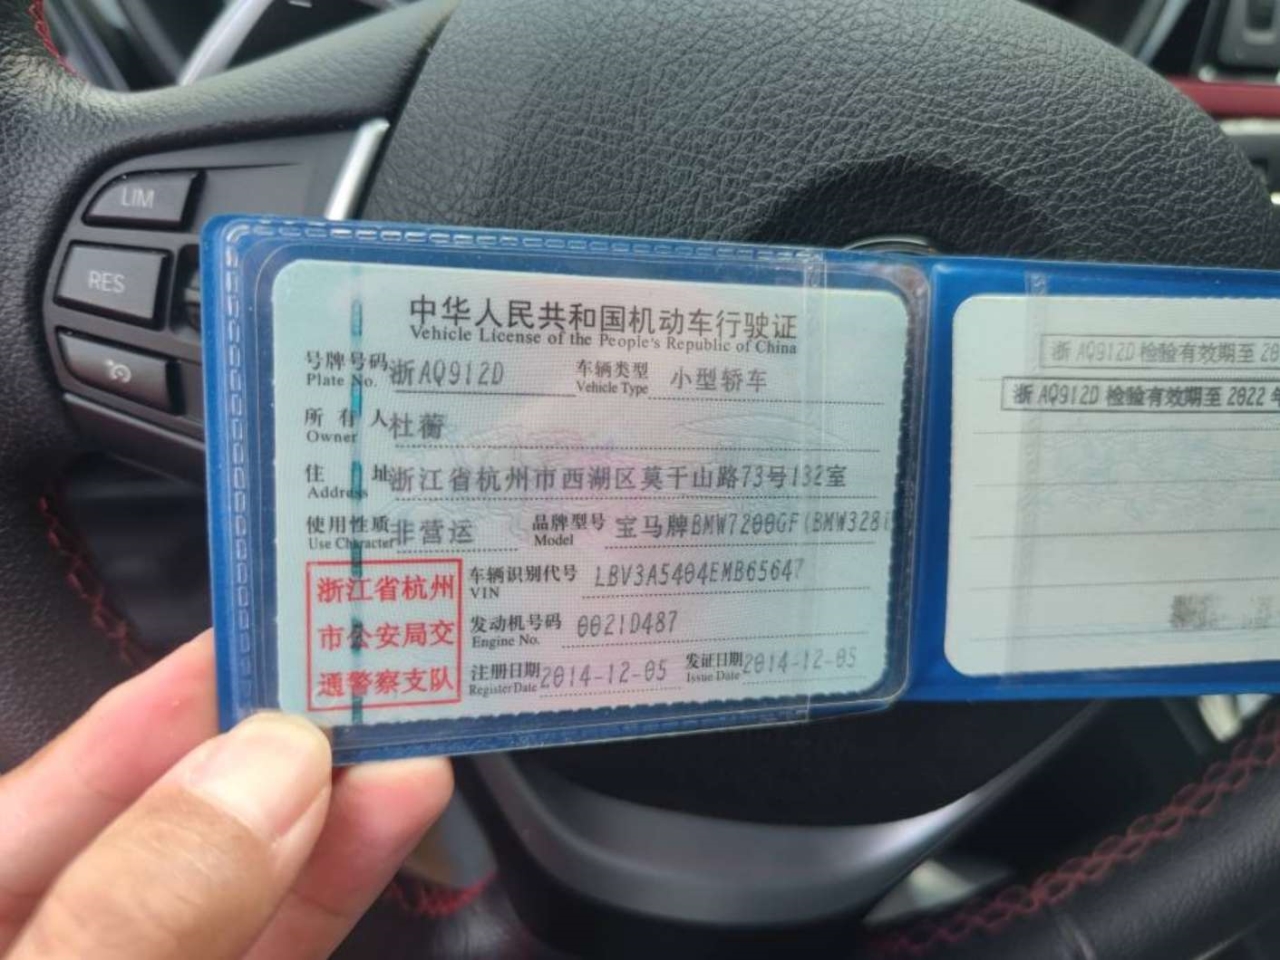 LIM
RES
中华人民共和国机动车行驶证
Vehicle License of the People's Republic of China
号牌号码 浙AQ912D 车辆类型 小型轿车
Plate No. Vehicle Type
所有人 杜蘅
Owner
住址 浙江省杭州市西湖区莫干山路73号132室
Address
使用性质 非营运 品牌型号 宝马牌BMW7200GF(BMW328
Use Character Model
浙江省杭州
市公安局交
通警察支队
车辆识别代号 LBV3A5404EMB65647
VIN
发动机号码 0021D487
Engine No.
注册日期 2014-12-05 发证日期 2014-12-05
Register Date Issue Date
浙AQ912D 检验有效期至 20
浙AQ912D 检验有效期至 2022 年